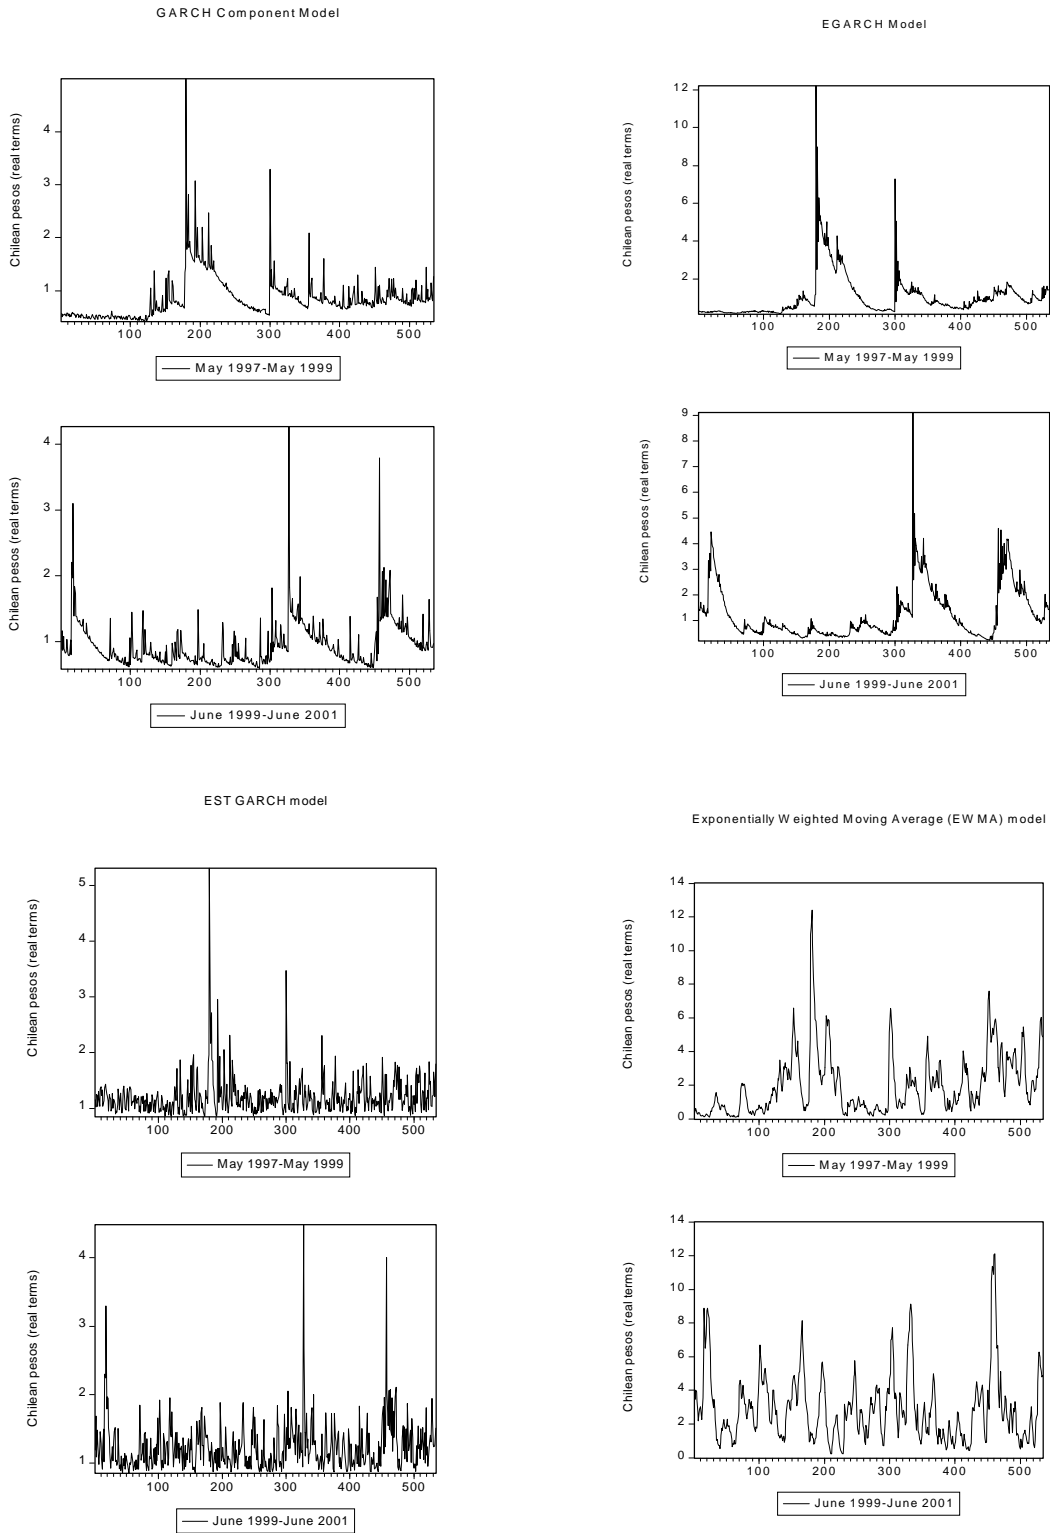 GARCH Component Model
Chilean pesos (real terms)
4
3
2
1
100 200 300 400 500
May 1997-May 1999
Chilean pesos (real terms)
4
3
2
1
100 200 300 400 500
June 1999-June 2001
EGARCH Model
Chilean pesos (real terms)
12
10
8
6
4
2
100 200 300 400 500
May 1997-May 1999
Chilean pesos (real terms)
9
8
7
6
5
4
3
2
1
100 200 300 400 500
June 1999-June 2001
EST GARCH model
Chilean pesos (real terms)
5
4
3
2
1
100 200 300 400 500
May 1997-May 1999
Chilean pesos (real terms)
4
3
2
1
100 200 300 400 500
June 1999-June 2001
Exponentially Weighted Moving Average (EWMA) model
Chilean pesos (real terms)
14
12
10
8
6
4
2
0
100 200 300 400 500
May 1997-May 1999
Chilean pesos (real terms)
14
12
10
8
6
4
2
0
100 200 300 400 500
June 1999-June 2001